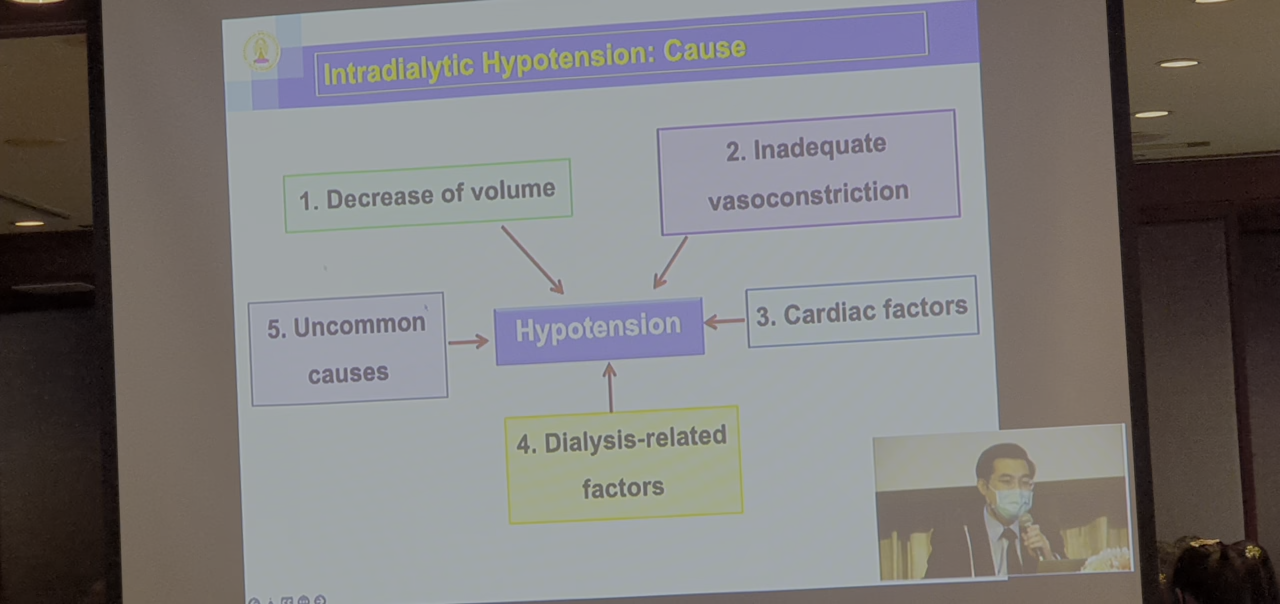 Intradialytic Hypotension: Cause
1. Decrease of volume
2. Inadequate
vasoconstriction
3. Cardiac factors
5. Uncommon
causes
Hypotension
4. Dialysis-related
factors